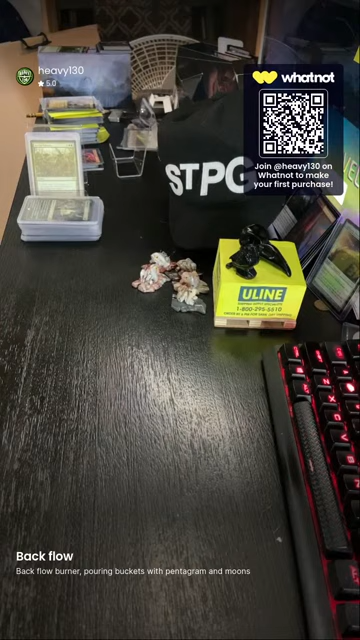 heavy130
★ 5.0
whatnot
Join @heavy130 on
Whatnot to make
your first purchase!
STPG
ULINE
1-800-295-5510
Back flow
Back flow burner, pouring buckets with pentagram and moons